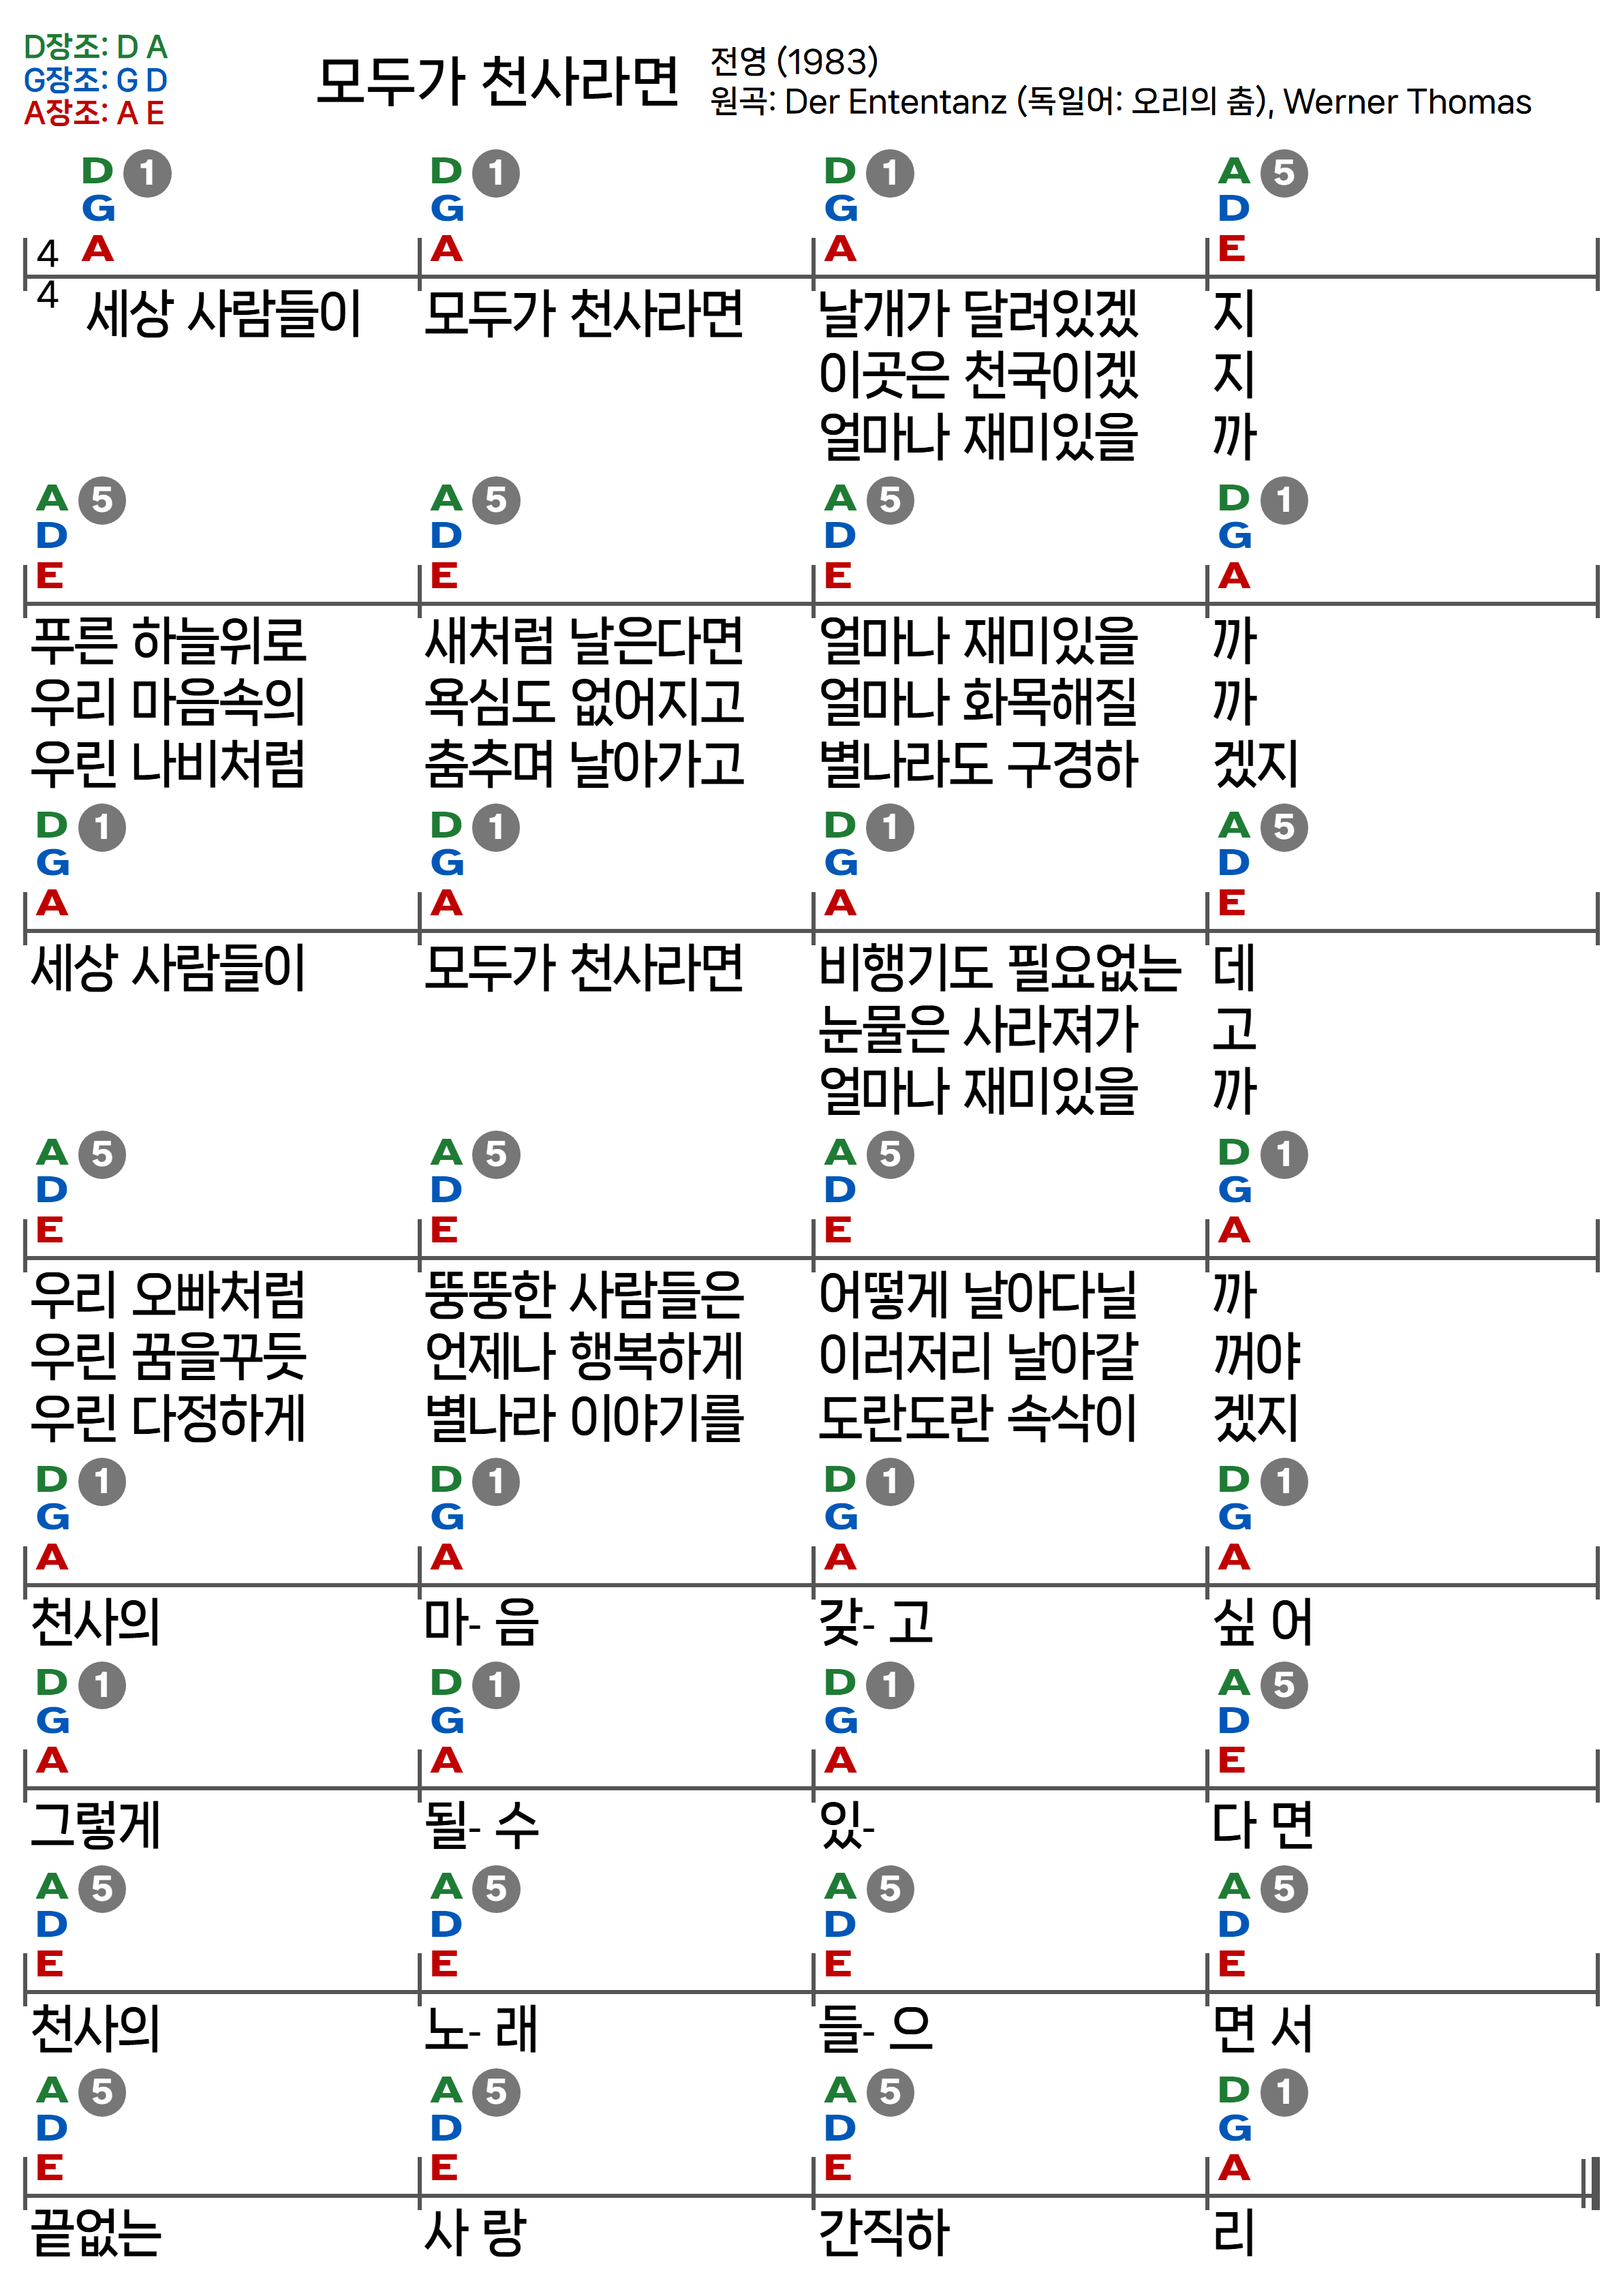 D장조: D A
G장조: G D
A장조: A E
모두가 천사라면
전영 (1983)
원곡: Der Ententanz (독일어: 오리의 춤), Werner Thomas
D 1 D 1 D 1 A 5
G G G D
4 A A A E
4 세상 사람들이 모두가 천사라면 날개가 달려있겠 지
이곳은 천국이겠 지
얼마나 재미있을 까
A 5 A 5 A 5 D 1
D D D G
E E E A
푸른 하늘위로 새처럼 날은다면 얼마나 재미있을 까
우리 마음속의 욕심도 없어지고 얼마나 화목해질 까
우린 나비처럼 춤추며 날아가고 별나라도 구경하 겠지
D 1 D 1 D 1 A 5
G G G D
A A A E
세상 사람들이 모두가 천사라면 비행기도 필요없는 데
눈물은 사라져가 고
얼마나 재미있을 까
A 5 A 5 A 5 D 1
D D D G
E E E A
우리 오빠처럼 뚱뚱한 사람들은 어떻게 날아다닐 까
우린 꿈을꾸듯 언제나 행복하게 이러저리 날아갈 꺼야
우린 다정하게 별나라 이야기를 도란도란 속삭이 겠지
D 1 D 1 D 1 D 1
G G G G
A A A A
천사의 마- 음 갖- 고 싶 어
D 1 D 1 D 1 A 5
G G G D
A A A E
그렇게 될- 수 있- 다 면
A 5 A 5 A 5 A 5
D D D D
E E E E
천사의 노- 래 들- 으 면 서
A 5 A 5 A 5 D 1
D D D G
E E E A
끝없는 사 랑 간직하 리